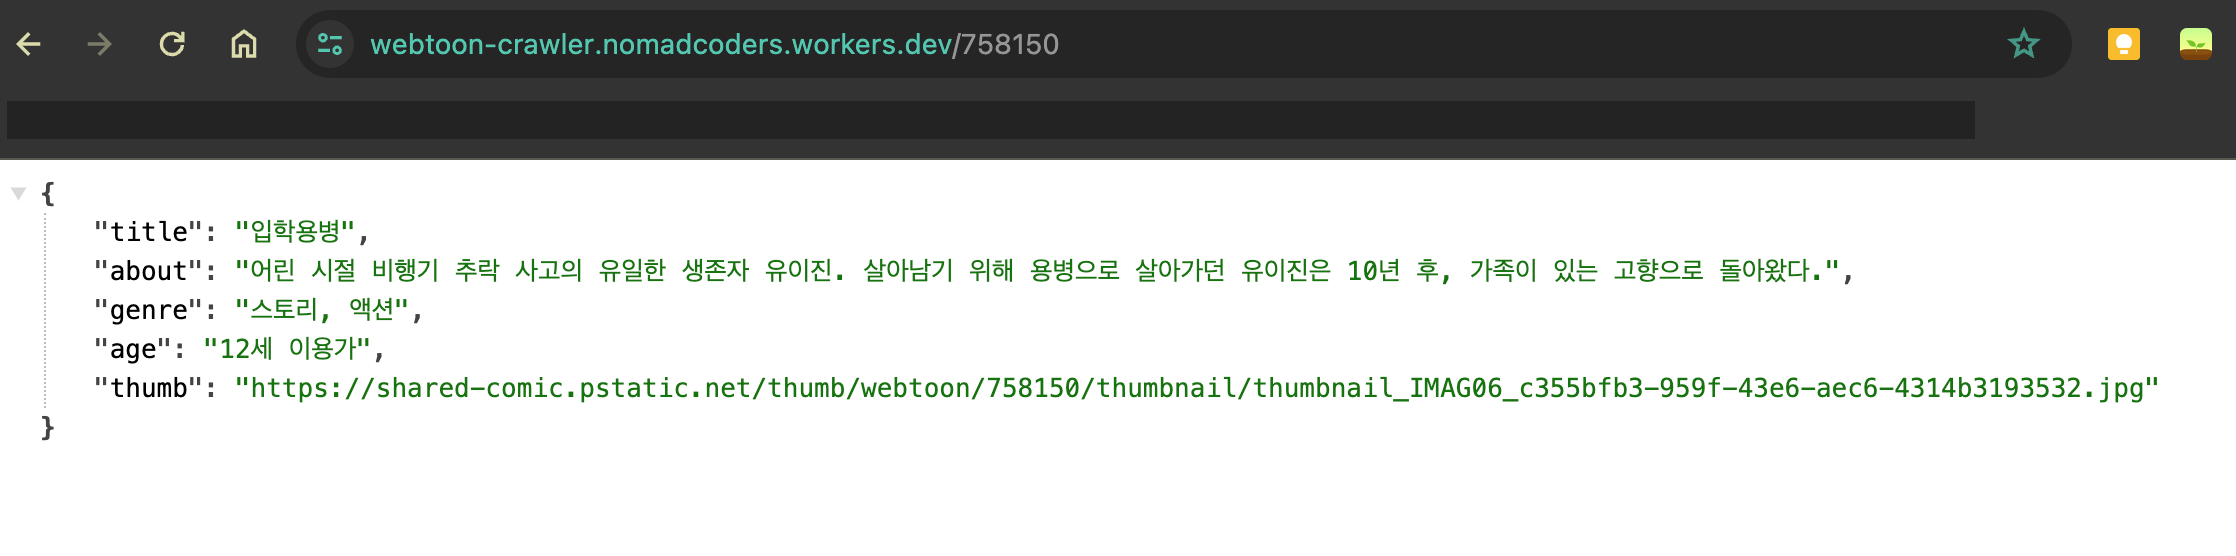 webtoon-crawler.nomadcoders.workers.dev/758150
{
"title": "입학용병",
"about": "어린 시절 비행기 추락 사고의 유일한 생존자 유이진. 살아남기 위해 용병으로 살아가던 유이진은 10년 후, 가족이 있는 고향으로 돌아왔다.",
"genre": "스토리, 액션",
"age": "12세 이용가",
"thumb": "https://shared-comic.pstatic.net/thumb/webtoon/758150/thumbnail/thumbnail_IMAG06_c355bfb3-959f-43e6-aec6-4314b3193532.jpg"
}